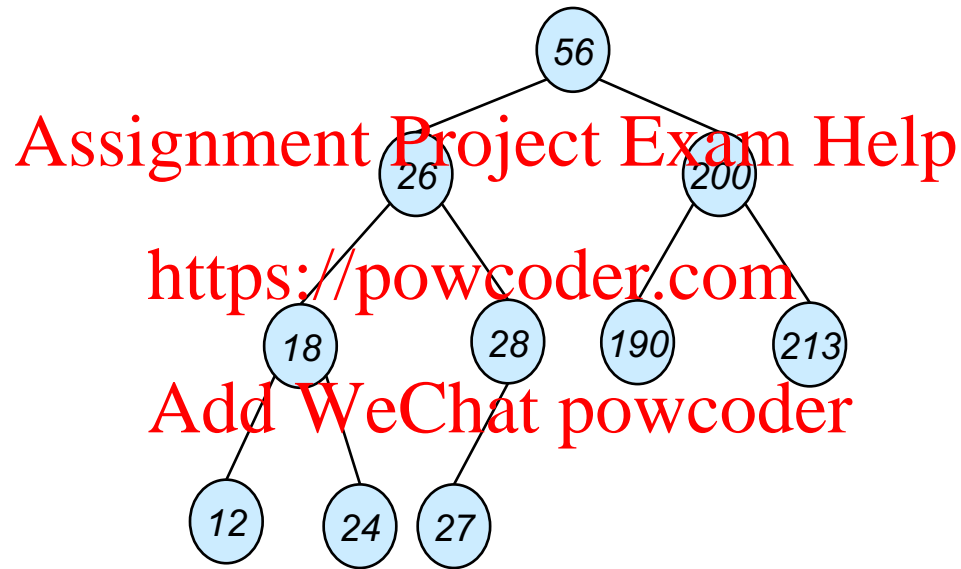 56
Assignment Project Exam Help
26 200
https://powcoder.com
18 28 190 213
Add WeChat powcoder
12 24 27